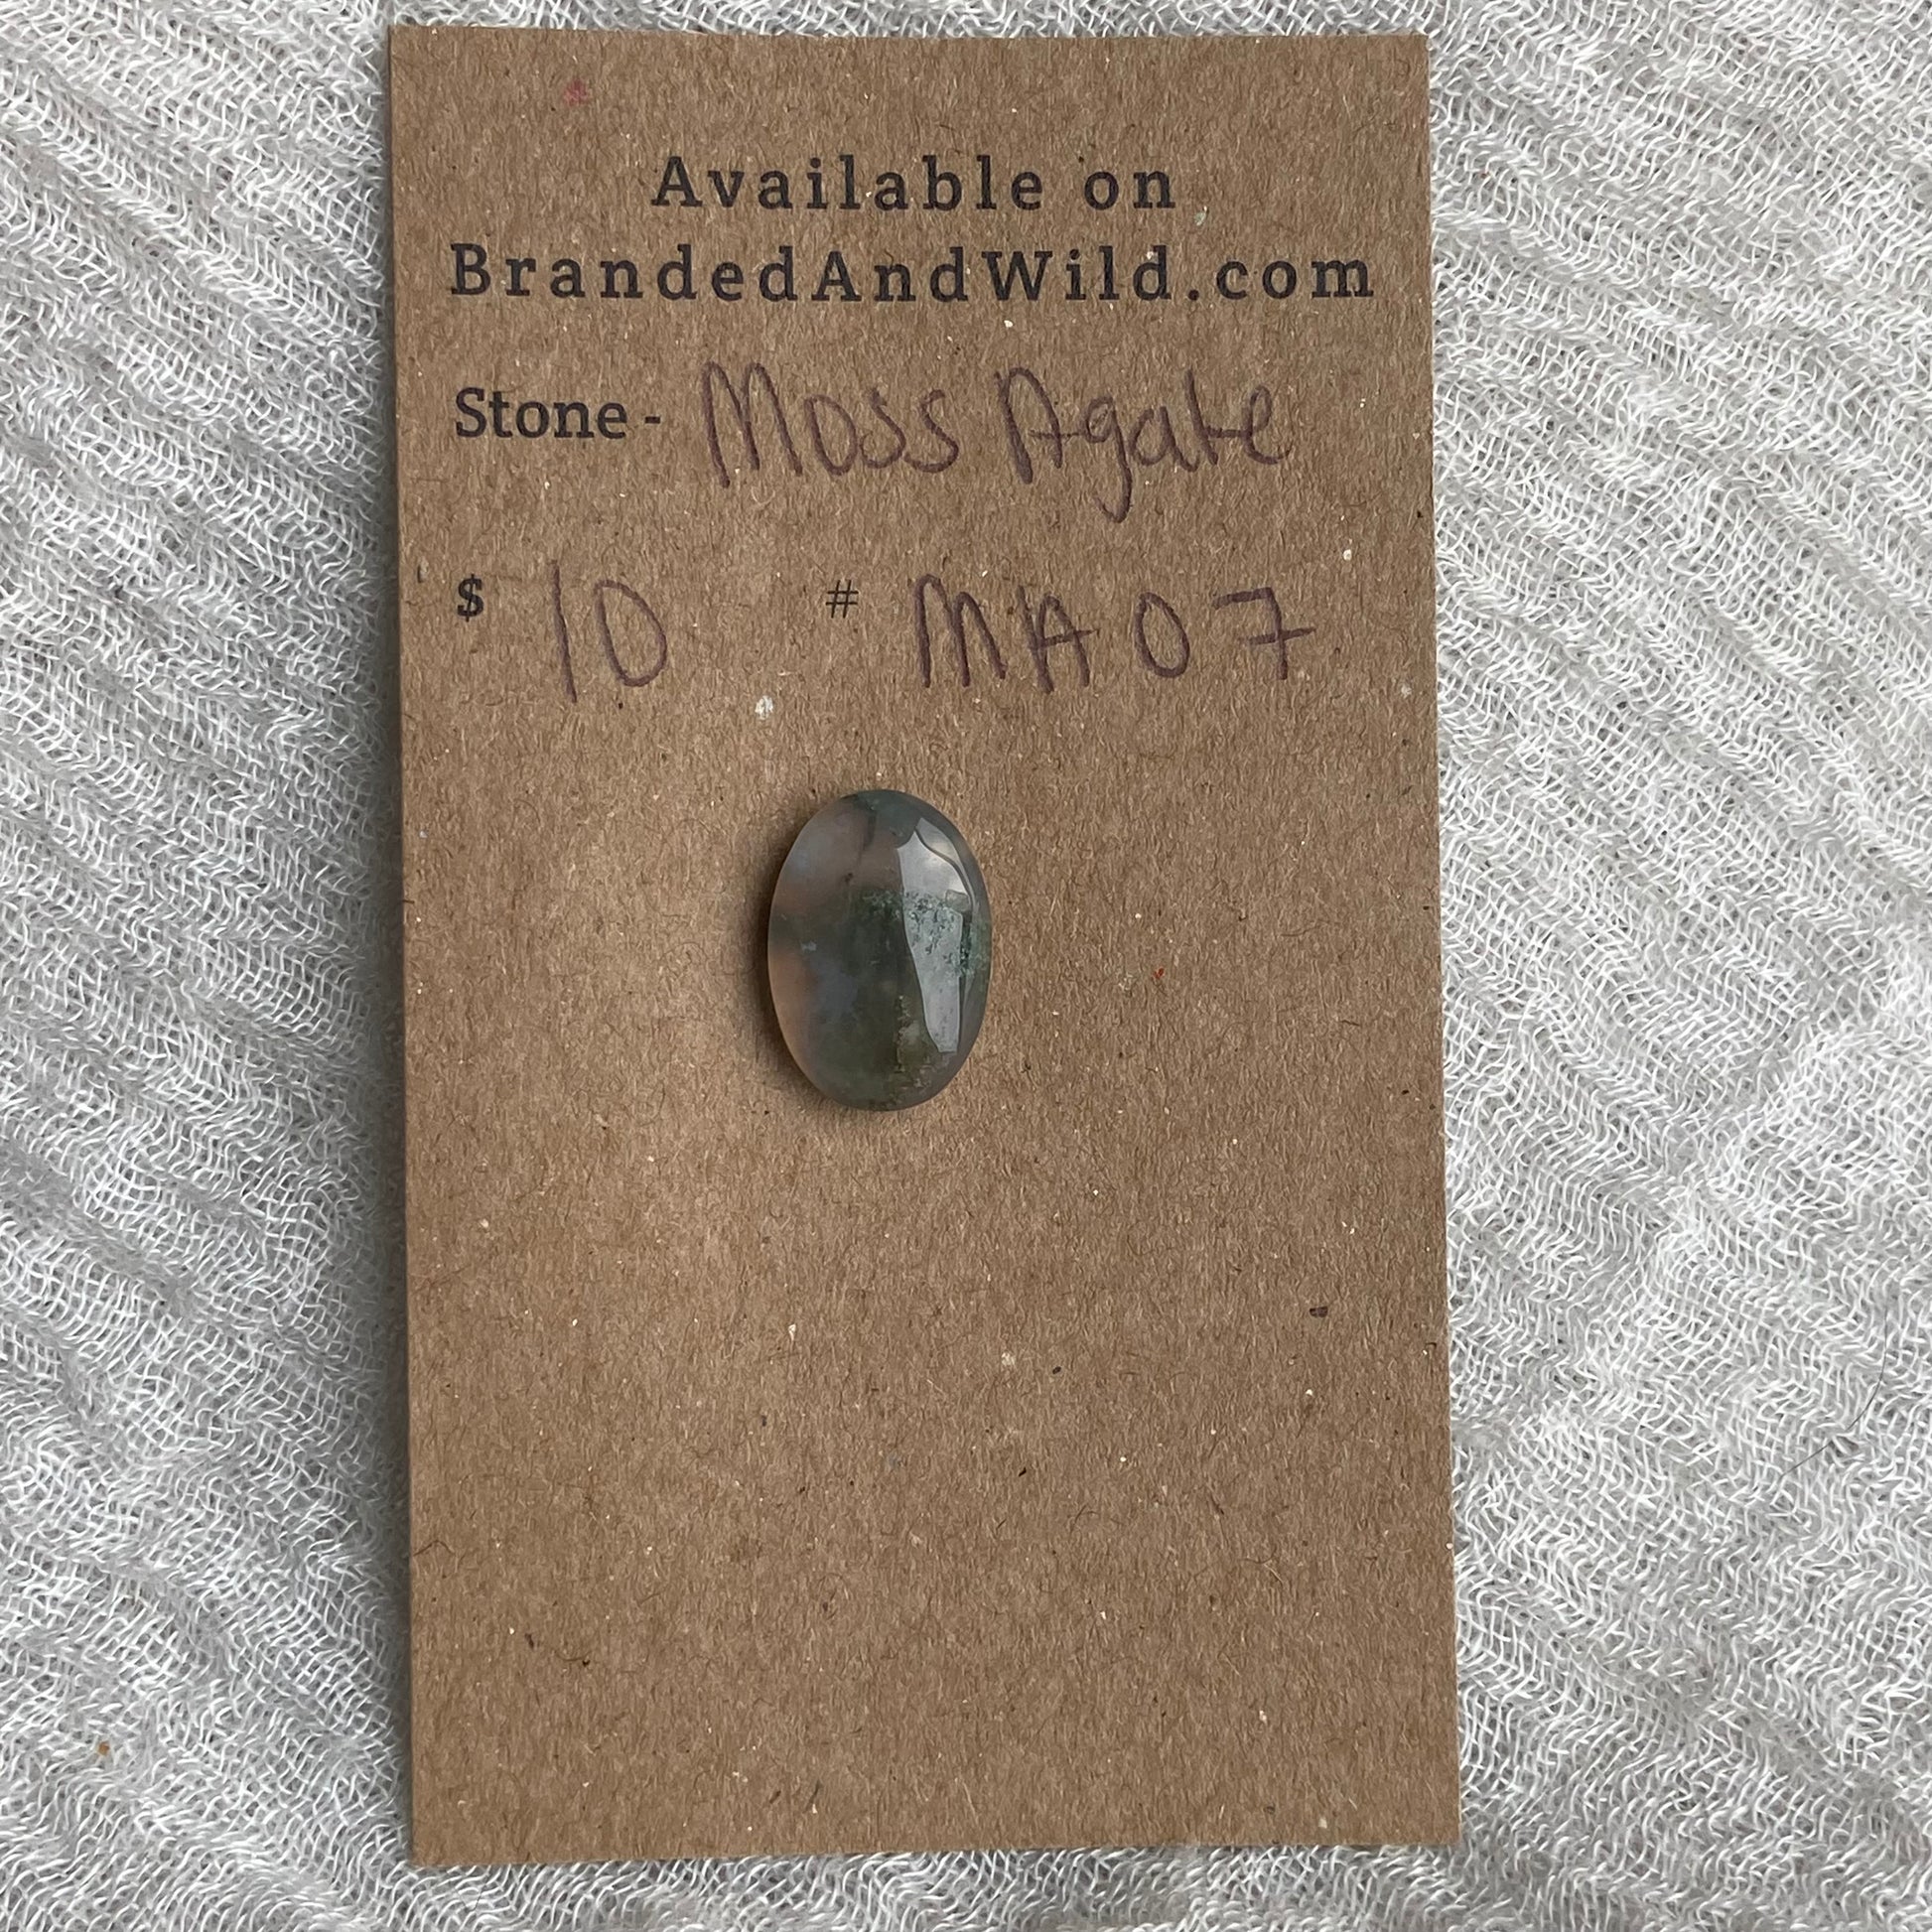 Available on
BrandedAndWild.com
Stone - Moss Agate
$ 10 # MA07